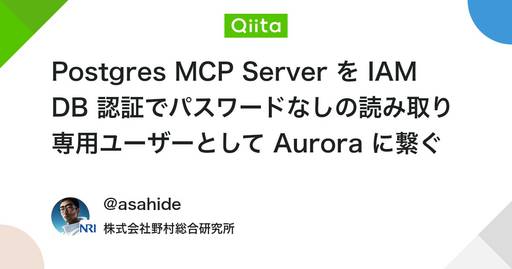 Qiita
Postgres MCP Server を IAM
DB 認証でパスワードなしの読み取り
専用ユーザーとして Aurora に繋ぐ
@asahide
NRI
株式会社野村総合研究所